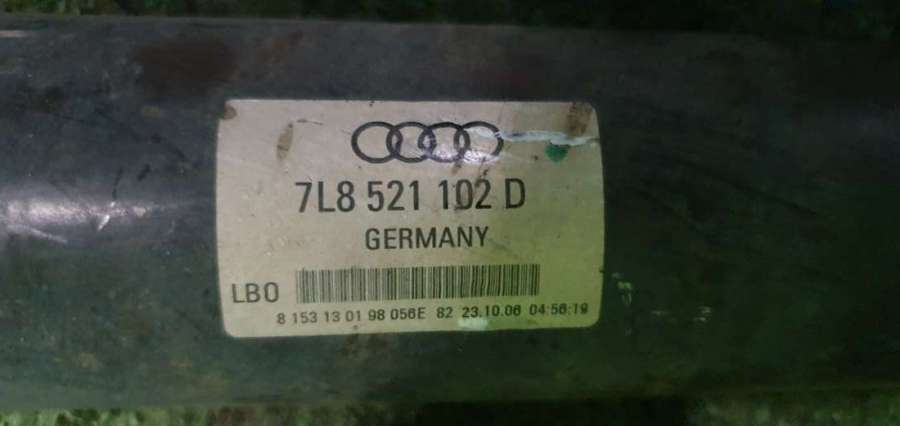 7L8 521 102 D
GERMANY
LBO
8 153 13 01 98 056E 82 23.10.06 04:56:19